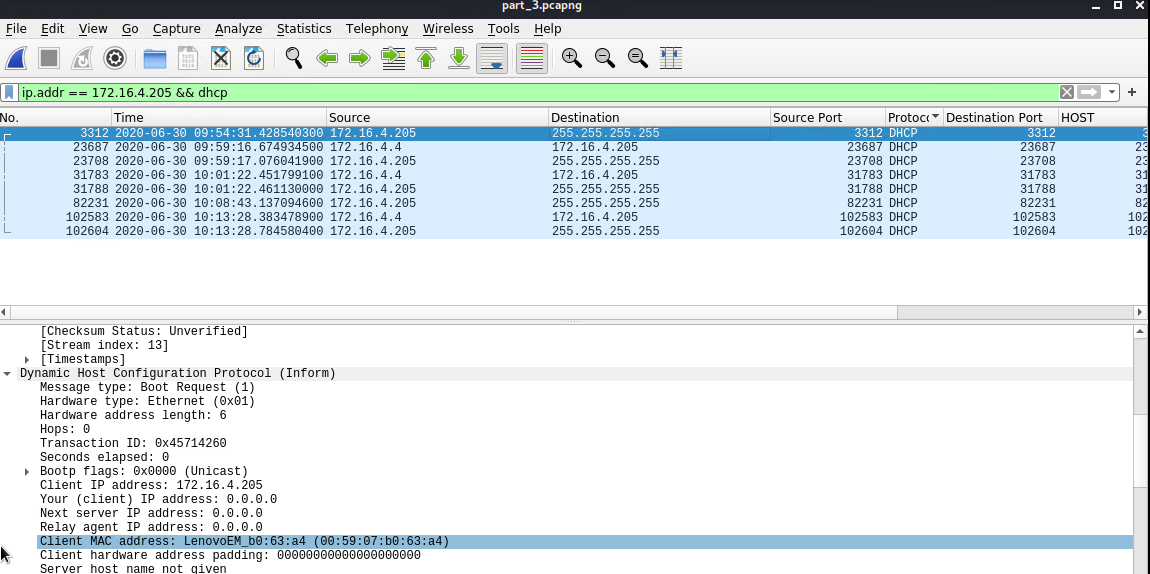 part_3.pcapng
File Edit View Go Capture Analyze Statistics Telephony Wireless Tools Help
ip.addr == 172.16.4.205 && dhcp
No. Time Source Destination Source Port Protoc Destination Port HOST
3312 2020-06-30 09:54:31.428540300 172.16.4.205 255.255.255.255 3312 DHCP 3312 3
23687 2020-06-30 09:59:16.674934500 172.16.4.4 172.16.4.205 23687 DHCP 23687 23
23708 2020-06-30 09:59:17.076041900 172.16.4.205 255.255.255.255 23708 DHCP 23708 23
31783 2020-06-30 10:01:22.451799100 172.16.4.4 172.16.4.205 31783 DHCP 31783 31
31788 2020-06-30 10:01:22.461130000 172.16.4.205 255.255.255.255 31788 DHCP 31788 31
82231 2020-06-30 10:08:43.137094600 172.16.4.205 255.255.255.255 82231 DHCP 82231 82
102583 2020-06-30 10:13:28.383478900 172.16.4.4 172.16.4.205 102583 DHCP 102583 102
102604 2020-06-30 10:13:28.784580400 172.16.4.205 255.255.255.255 102604 DHCP 102604 102
[Checksum Status: Unverified]
[Stream index: 13]
[Timestamps]
Dynamic Host Configuration Protocol (Inform)
Message type: Boot Request (1)
Hardware type: Ethernet (0x01)
Hardware address length: 6
Hops: 0
Transaction ID: 0x45714260
Seconds elapsed: 0
Bootp flags: 0x0000 (Unicast)
Client IP address: 172.16.4.205
Your (client) IP address: 0.0.0.0
Next server IP address: 0.0.0.0
Relay agent IP address: 0.0.0.0
Client MAC address: LenovoEM_b0:63:a4 (00:59:07:b0:63:a4)
Client hardware address padding: 00000000000000000000
Server host name not given